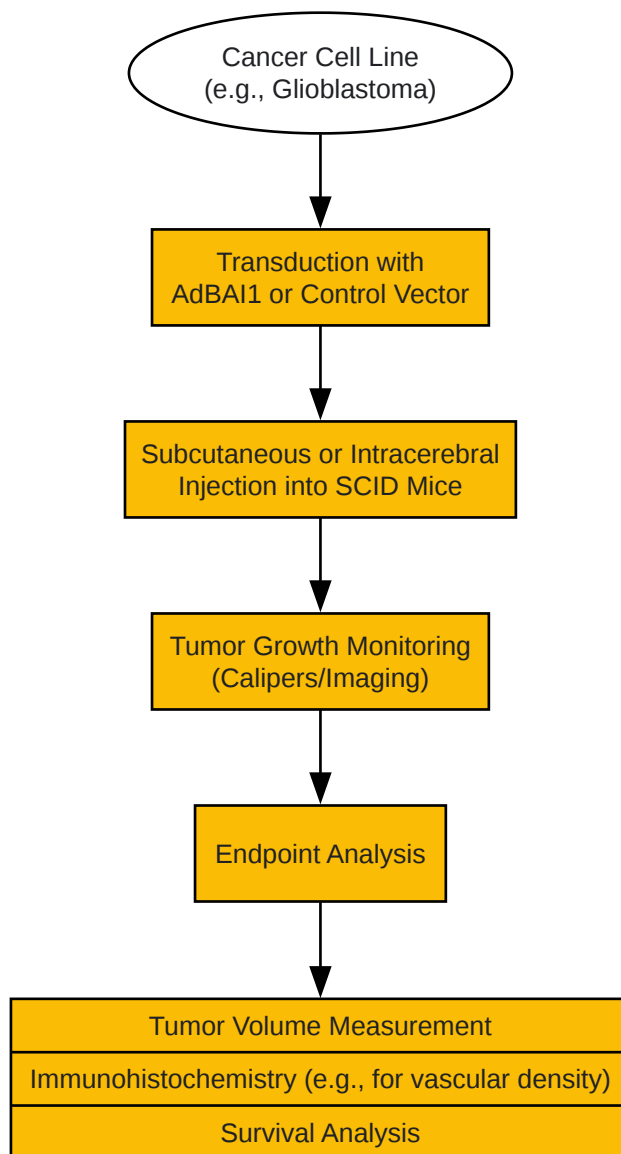 Cancer Cell Line
(e.g., Glioblastoma)
Transduction with
AdBAI1 or Control Vector
Subcutaneous or Intracerebral
Injection into SCID Mice
Tumor Growth Monitoring
(Calipers/Imaging)
Endpoint Analysis
Tumor Volume Measurement
Immunohistochemistry (e.g., for vascular density)
Survival Analysis